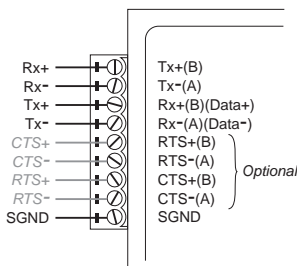 Rx+ Tx+(B)
Rx- Tx-(A)
Tx+ Rx+(B)(Data+)
Tx- Rx-(A)(Data-)
CTS+ RTS+(B)
CTS- RTS-(A)
RTS+ CTS+(B)
RTS- CTS-(A)
Optional
SGND SGND